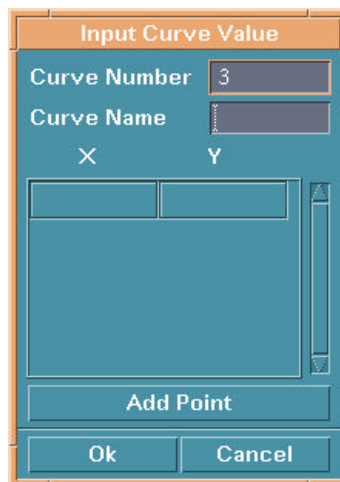 Input Curve Value
Curve Number 3
Curve Name
X Y
Add Point
Ok Cancel